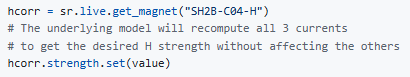 hcorr = sr.live.get_magnet("SH2B-C04-H")
# The underlying model will recompute all 3 currents
# to get the desired H strength without affecting the others
hcorr.strength.set(value)